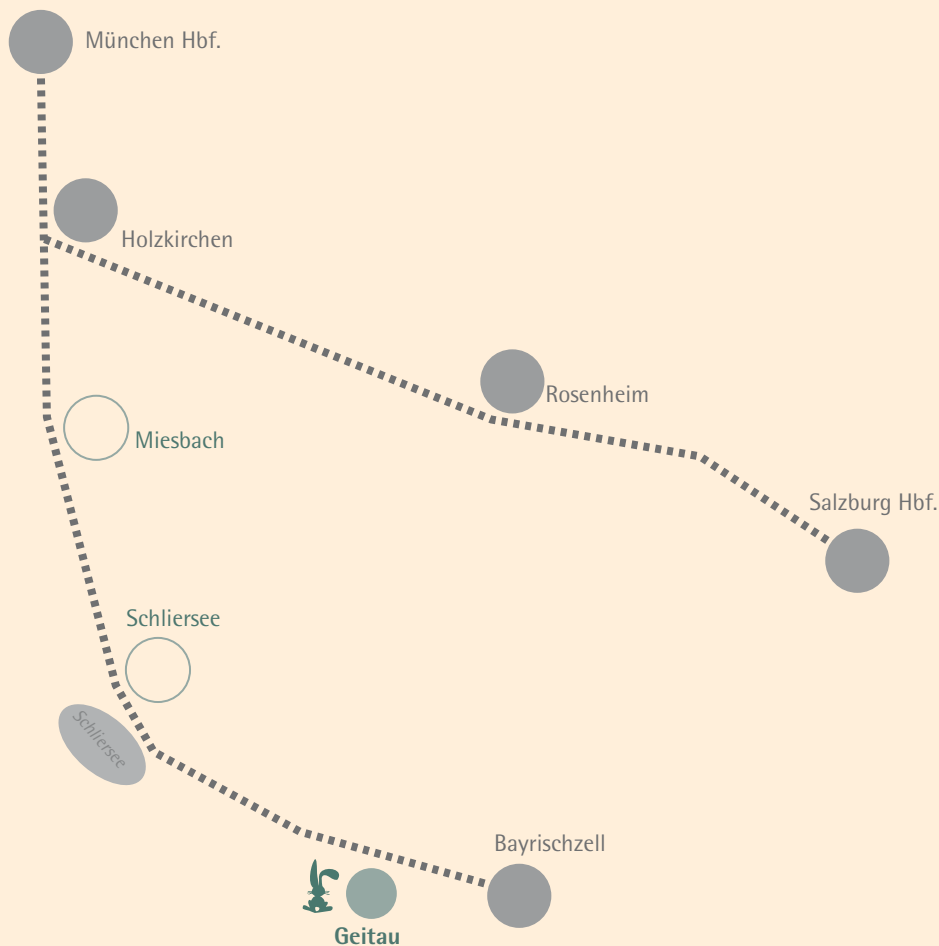 München Hbf.
Holzkirchen
Rosenheim
Miesbach
Salzburg Hbf.
Schliersee
Schliersee
Bayrischzell
Geitau